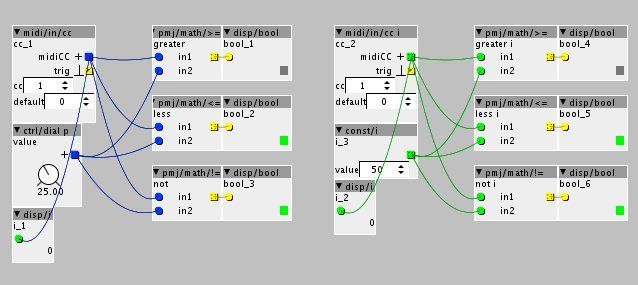 midi/in/cc
cc_1
midiCC +
trig
cc 1
default 0
ctrl/dial p
value
+
25.00
disp/i
i_1
0
pmj/math/>= disp/bool
greater bool_1
in1
in2
pmj/math/<= disp/bool
less bool_2
in1
in2
pmj/math/!= disp/bool
not bool_3
in1
in2
midi/in/cc i
cc_2
midiCC
trig
cc 1
default 0
const/i
i_3
value 50
disp/i
i_2
0
pmj/math/>= disp/bool
greater i bool_4
in1
in2
pmj/math/<= disp/bool
less i bool_5
in1
in2
pmj/math/!= disp/bool
not i bool_6
in1
in2